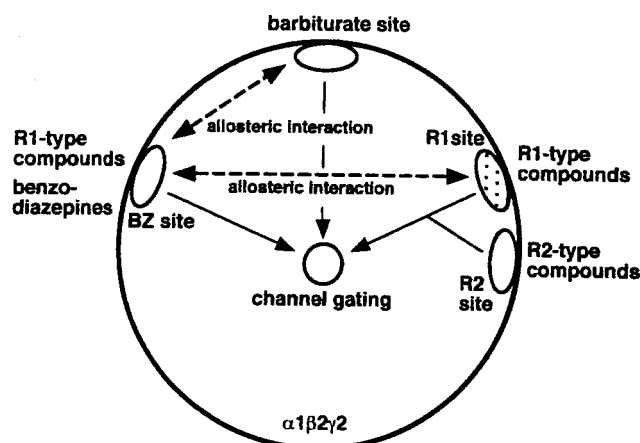 barbiturate site
allosteric interaction
R1-type
compounds
benzo-
diazepines
BZ site
allosteric interaction
R1site
R1-type
compounds
R2-type
compounds
R2
site
channel gating
α1β2γ2